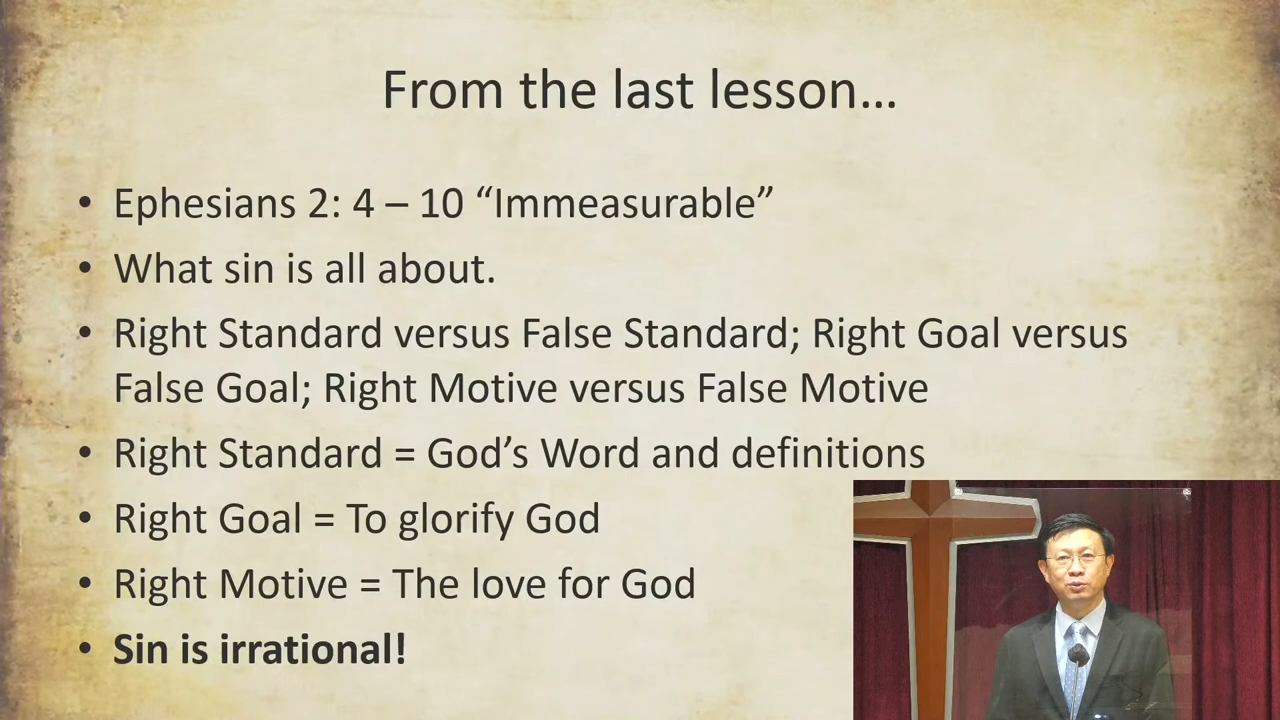 From the last lesson…
• Ephesians 2: 4 – 10 “Immeasurable”
• What sin is all about.
• Right Standard versus False Standard; Right Goal versus
False Goal; Right Motive versus False Motive
• Right Standard = God’s Word and definitions
• Right Goal = To glorify God
• Right Motive = The love for God
• Sin is irrational!